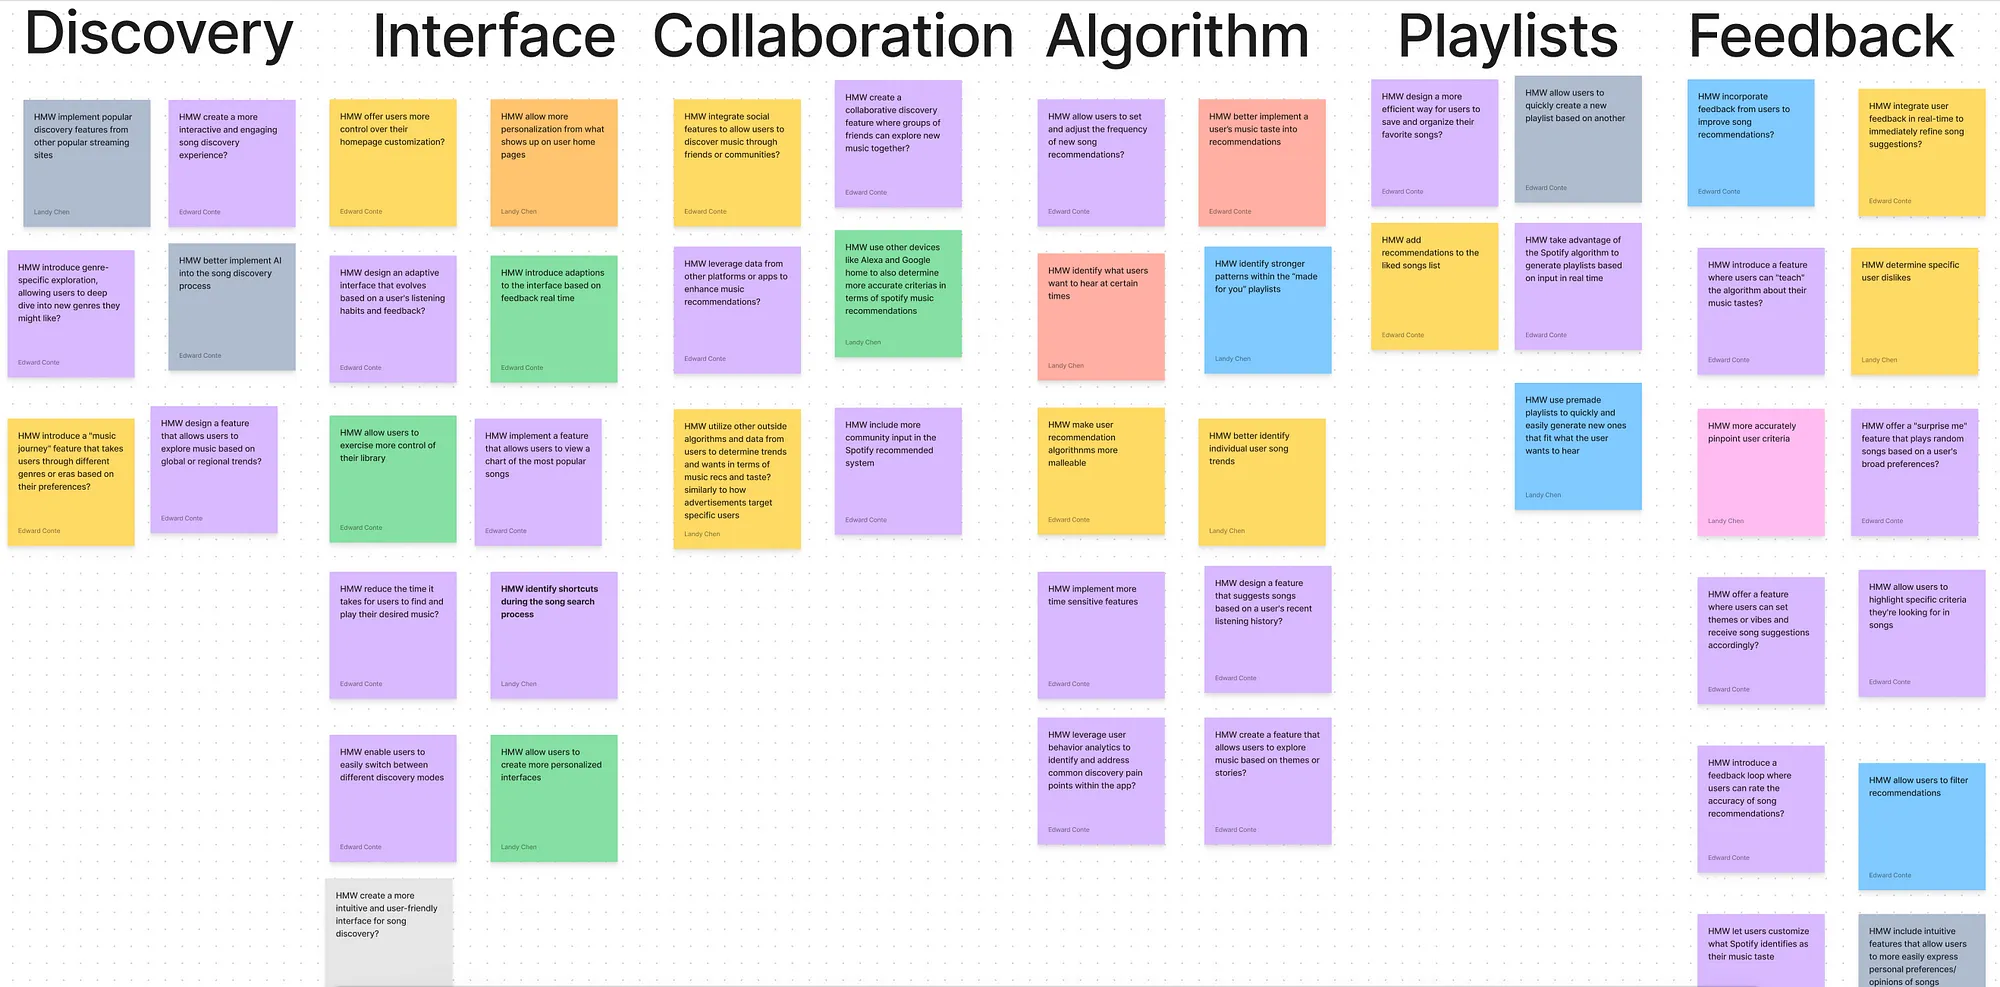 Discovery
Interface
Collaboration
Algorithm
Playlists
Feedback
HMW implement popular
discovery features from
other popular streaming
sites
Landy Chen
HMW create a more
interactive and engaging
song discovery
experience?
Edward Conte
HMW introduce genre-
specific exploration,
allowing users to deep
dive into new genres they
might like?
Edward Conte
HMW better implement AI
into the song discovery
process
Edward Conte
HMW introduce a "music
journey" feature that takes
users through different
genres or eras based on
their preferences?
Edward Conte
HMW design a feature
that allows users to
explore music based on
global or regional trends?
Edward Conte
HMW offer users more
control over their
homepage customization?
Edward Conte
HMW allow more
personalization from what
shows up on user home
pages
Landy Chen
HMW design an adaptive
interface that evolves
based on a user's listening
habits and feedback?
Edward Conte
HMW introduce adaptions
to the interface based on
feedback real time
Edward Conte
HMW allow users to
exercise more control of
their library
Edward Conte
HMW implement a feature
that allows users to view a
chart of the most popular
songs
Edward Conte
HMW reduce the time it
takes for users to find and
play their desired music?
Edward Conte
HMW identify shortcuts
during the song search
process
Landy Chen
HMW enable users to
easily switch between
different discovery modes
Edward Conte
HMW allow users to
create more personalized
interfaces
Landy Chen
HMW create a more
intuitive and user-friendly
interface for song
discovery?
HMW integrate social
features to allow users to
discover music through
friends or communities?
Edward Conte
HMW create a
collaborative discovery
feature where groups of
friends can explore new
music together?
Edward Conte
HMW leverage data from
other platforms or apps to
enhance music
recommendations?
Edward Conte
HMW use other devices
like Alexa and Google
home to also determine
more accurate criterias in
terms of spotify music
recommendations
Landy Chen
HMW utilize other outside
algorithms and data from
users to determine trends
and wants in terms of
music recs and taste?
similarly to how
advertisements target
specific users
Landy Chen
HMW include more
community input in the
Spotify recommended
system
Edward Conte
HMW allow users to set
and adjust the frequency
of new song
recommendations?
Edward Conte
HMW better implement a
user's music taste into
recommendations
Edward Conte
HMW identify what users
want to hear at certain
times
Landy Chen
HMW identify stronger
patterns within the "made
for you" playlists
Landy Chen
HMW make user
recommendation
algorithnms more
malleable
Edward Conte
HMW better identify
individual user song
trends
Landy Chen
HMW implement more
time sensitive features
Edward Conte
HMW design a feature
that suggests songs
based on a user's recent
listening history?
Edward Conte
HMW leverage user
behavior analytics to
identify and address
common discovery pain
points within the app?
Edward Conte
HMW create a feature that
allows users to explore
music based on themes or
stories?
Edward Conte
HMW design a more
efficient way for users to
save and organize their
favorite songs?
Edward Conte
HMW allow users to
quickly create a new
playlist based on another
Edward Conte
HMW add
recommendations to the
liked songs list
Edward Conte
HMW take advantage of
the Spotify algorithm to
generate playlists based
on input in real time
Edward Conte
HMW use premade
playlists to quickly and
easily generate new ones
that fit what the user
wants to hear
Landy Chen
HMW incorporate
feedback from users to
improve song
recommendations?
Edward Conte
HMW integrate user
feedback in real-time to
immediately refine song
suggestions?
Edward Conte
HMW introduce a feature
where users can "teach"
the algorithm about their
music tastes?
Edward Conte
HMW determine specific
user dislikes
Landy Chen
HMW more accurately
pinpoint user criteria
Landy Chen
HMW offer a "surprise me"
feature that plays random
songs based on a user's
broad preferences?
Edward Conte
HMW offer a feature
where users can set
themes or vibes and
receive song suggestions
accordingly?
Edward Conte
HMW allow users to
highlight specific criteria
they're looking for in
songs
Edward Conte
HMW introduce a
feedback loop where
users can rate the
accuracy of song
recommendations?
Edward Conte
HMW allow users to filter
recommendations
Edward Conte
HMW let users customize
what Spotify identifies as
their music taste
HMW include intuitive
features that allow users
to more easily express
personal preferences/
opinions of songs